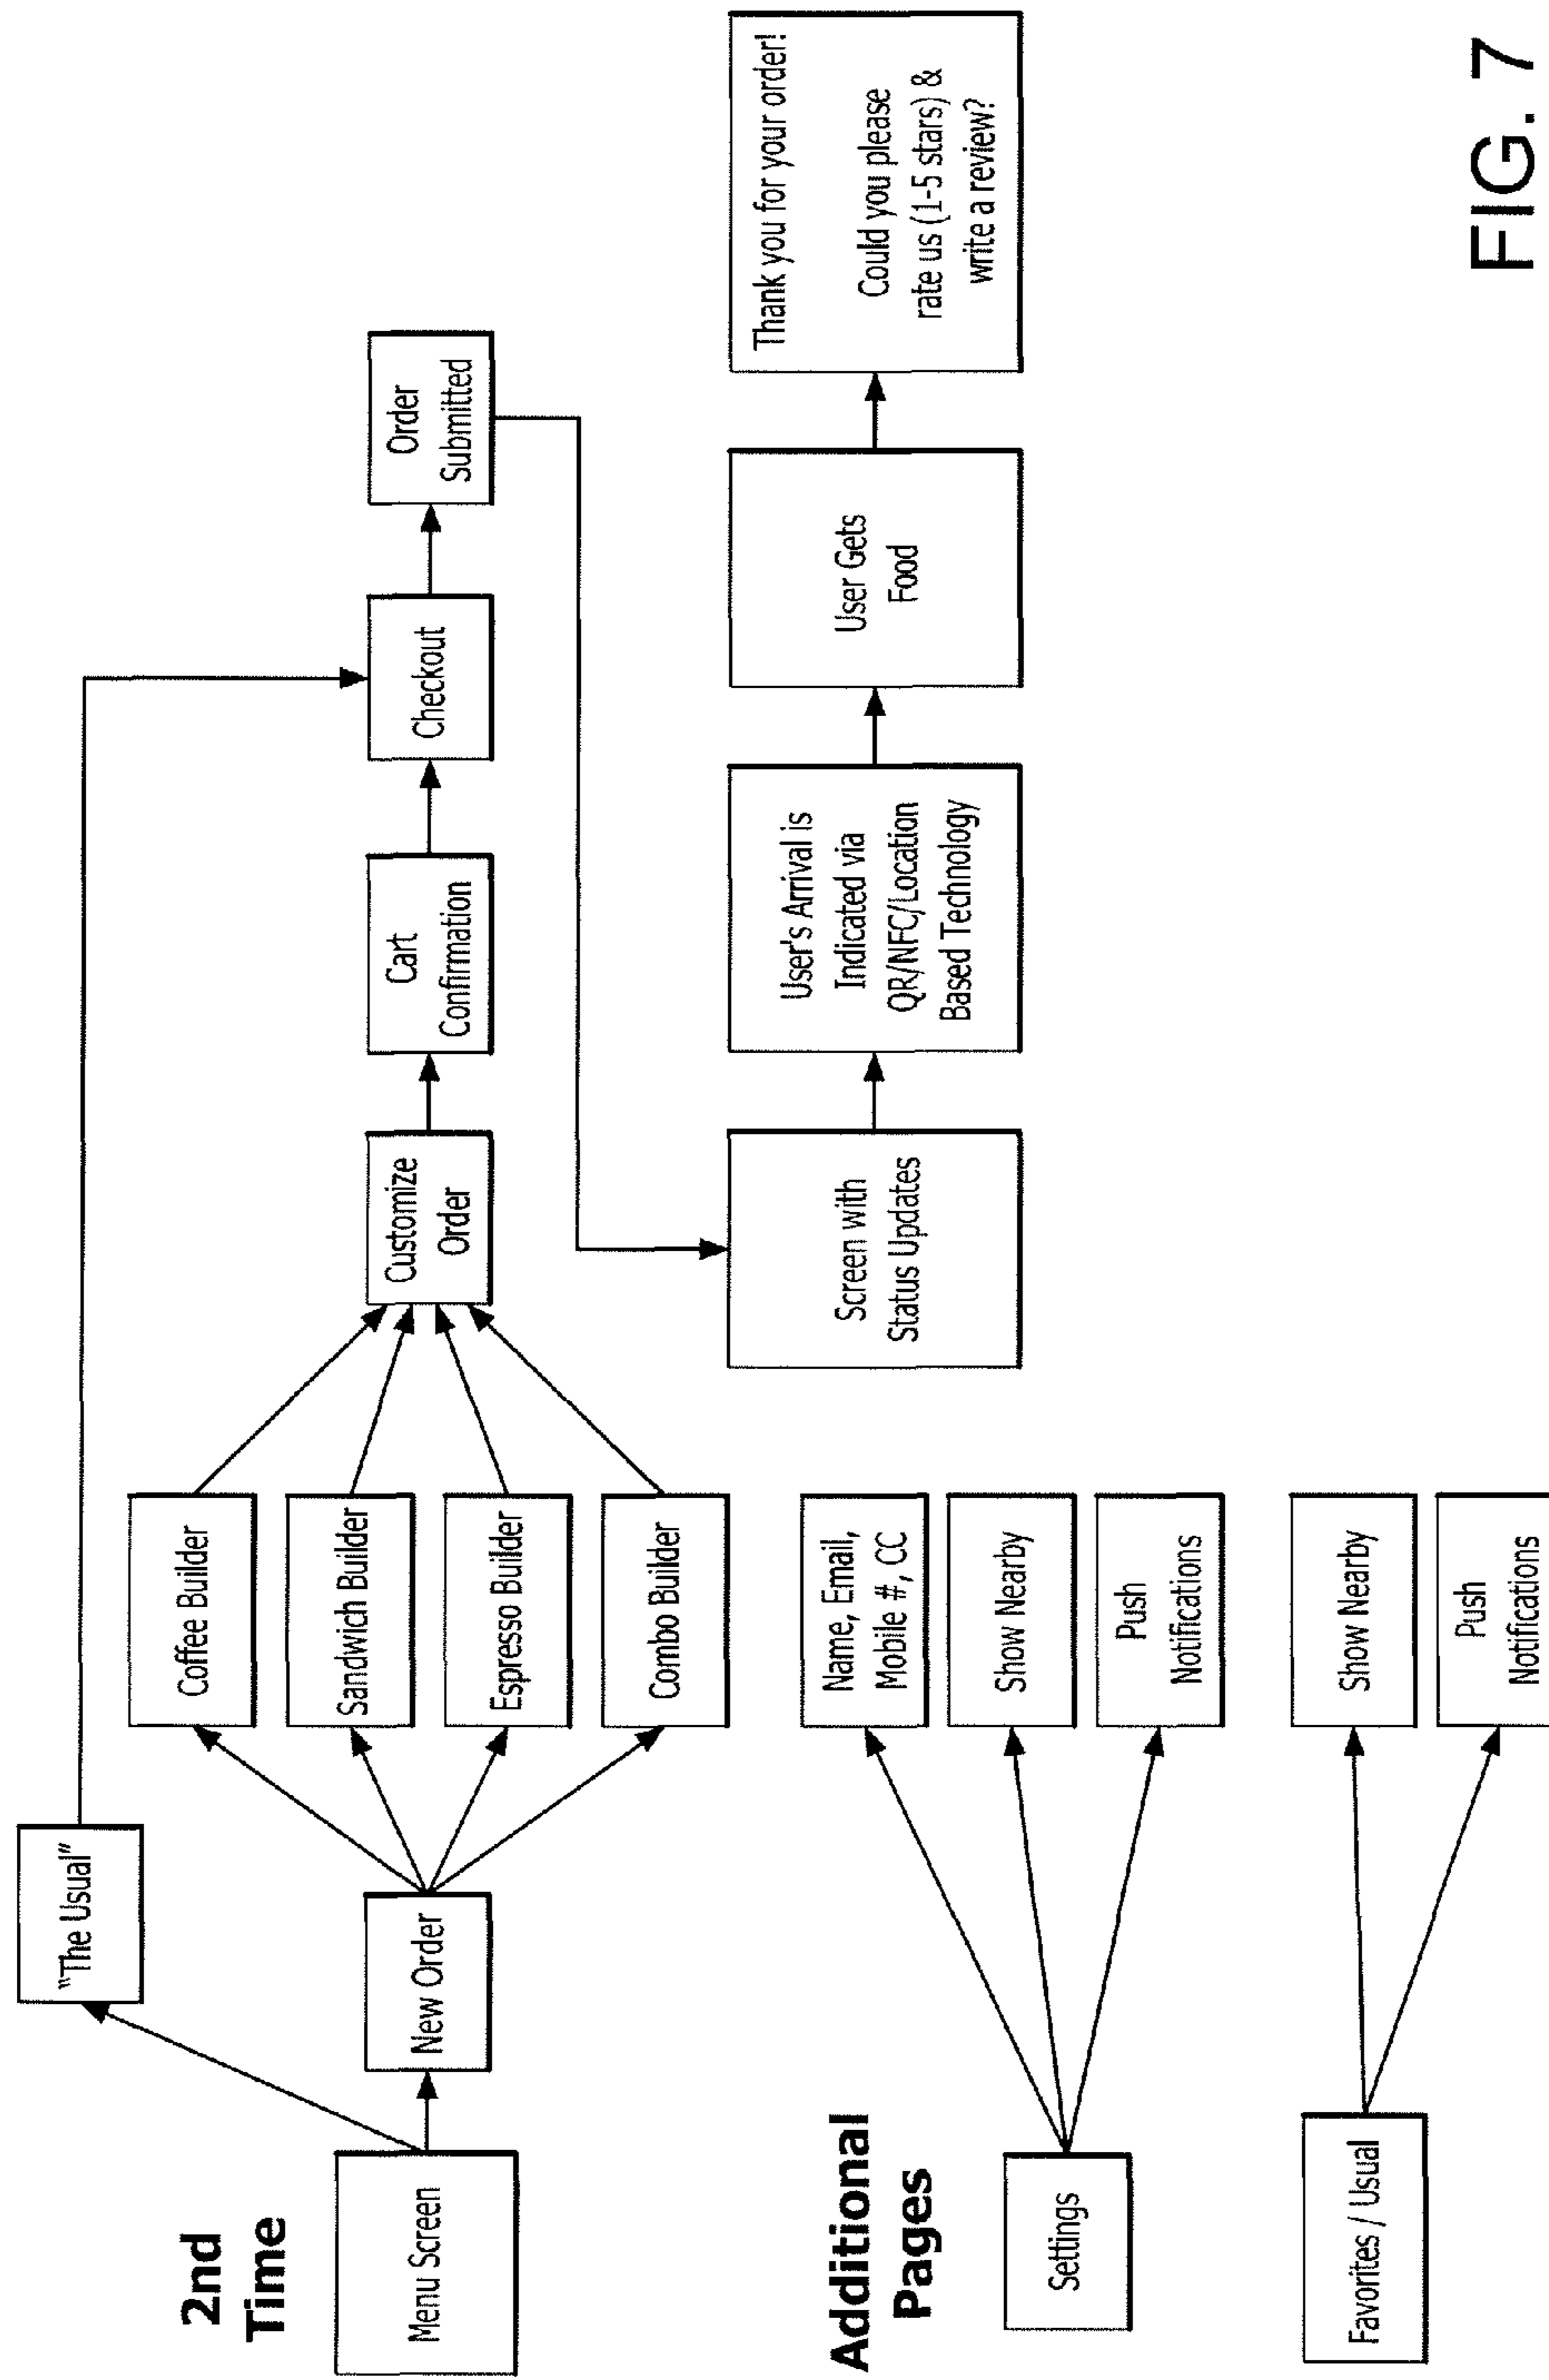 2nd
Time
Menu Screen
"The Usual"
New Order
Coffee Builder
Sandwich Builder
Espresso Builder
Combo Builder
Customize
Order
Cart
Confirmation
Checkout
Order
Submitted
Screen with
Status Updates
User's Arrival is
Indicated via
QR/NFC/Location
Based Technology
User Gets
Food
Thank you for your order!
Could you please
rate us (1-5 stars) &
write a review?
Additional
Pages
Settings
Name, Email,
Mobile #, CC
Show Nearby
Push
Notifications
Favorites / Usual
Show Nearby
Push
Notifications
FIG. 7